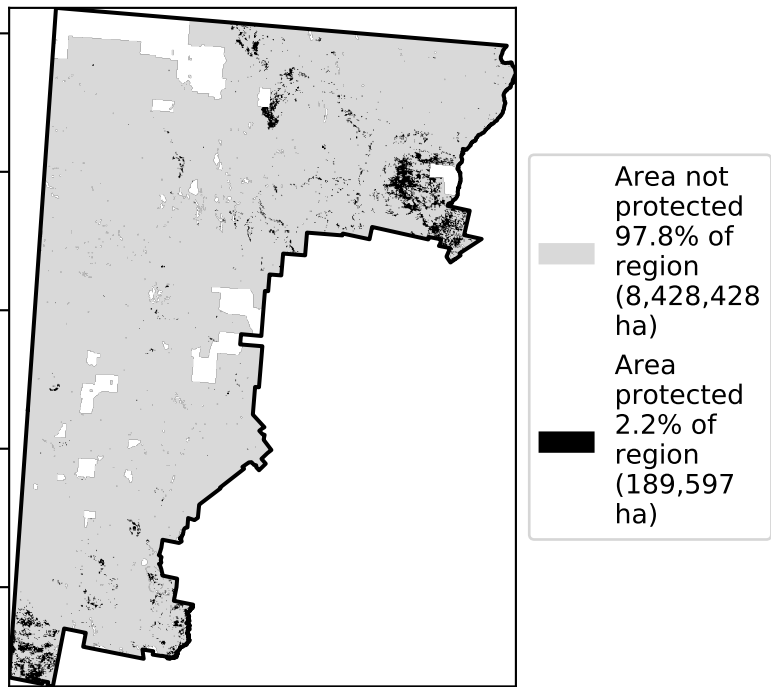 Area not
protected
97.8% of
region
(8,428,428
ha)
Area
protected
2.2% of
region
(189,597
ha)